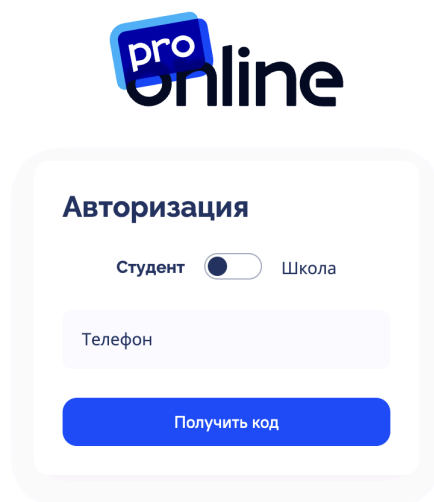 pro
online
Авторизация
Студент Школа
Телефон
Получить код